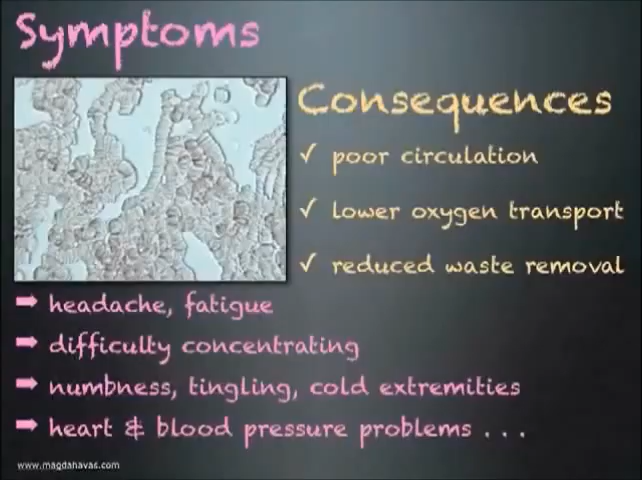 Symptoms
Consequences
✓ poor circulation
✓ lower oxygen transport
✓ reduced waste removal
➡ headache, fatigue
➡ difficulty concentrating
➡ numbness, tingling, cold extremities
➡ heart & blood pressure problems . . .
www.magdahavas.com